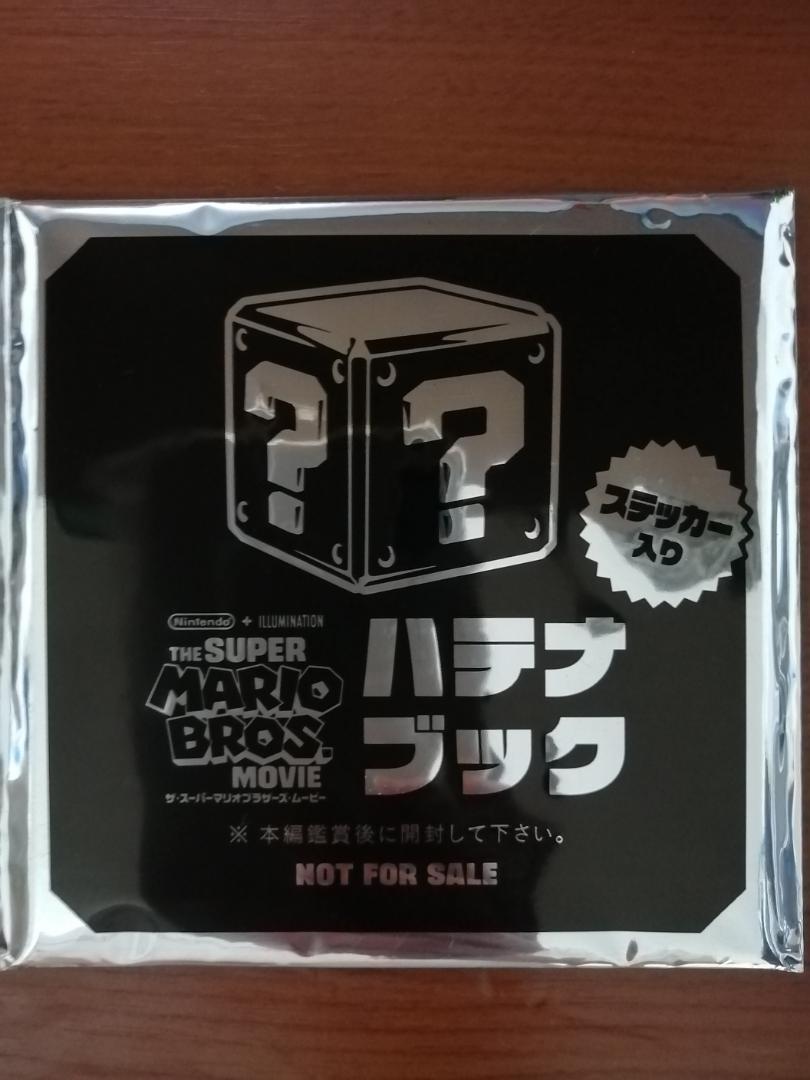 ? ?
ステッカー
入り
Nintendo + ILLUMINATION
THE SUPER
MARIO
BROS.
MOVIE
ザ・スーパーマリオブラザーズ・ムービー
ハテナ
ブック
※ 本編鑑賞後に開封して下さい。
NOT FOR SALE